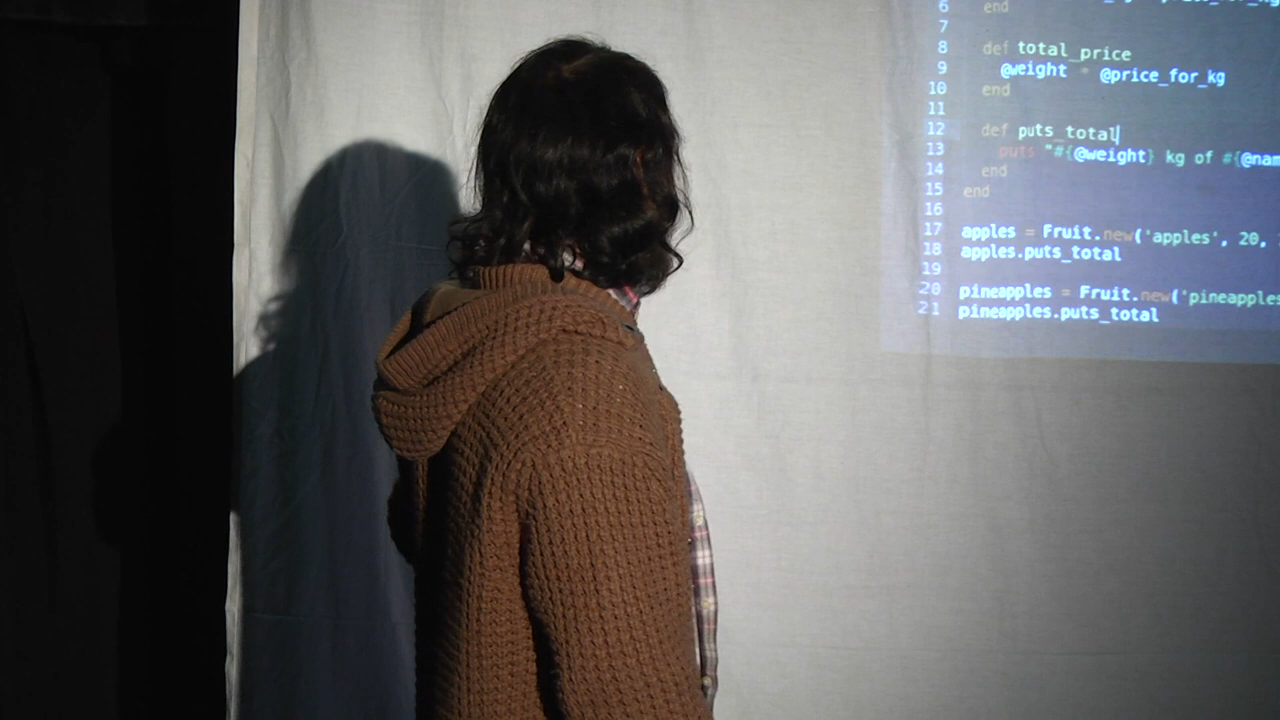 6 end
7
8 def total_price
9 @weight * @price_for_kg
10 end
11
12 def puts_total
13 puts "#{@weight} kg of #{@nam
14 end
15 end
16
17 apples = Fruit.new('apples', 20,
18 apples.puts_total
19
20 pineapples = Fruit.new('pineapples
21 pineapples.puts_total